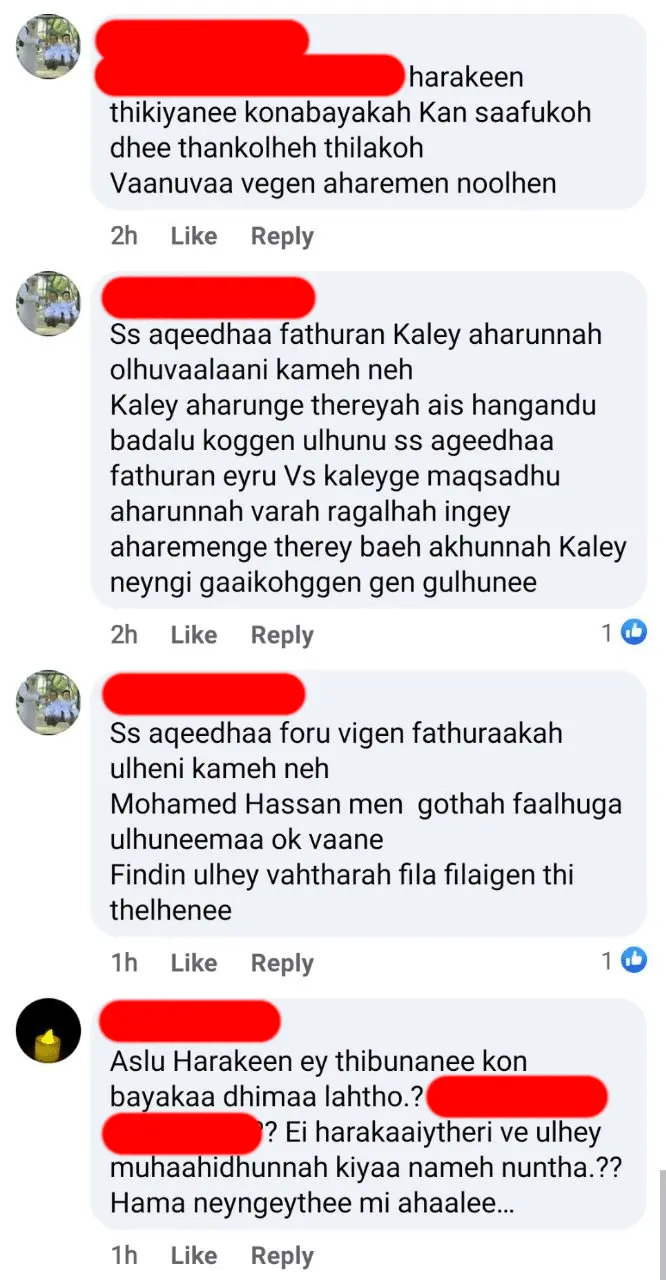 harakeen
thikiyanee konabayakah Kan saafukoh
dhee thankolheh thilakoh
Vaanuvaa vegen aharemen noolhen
2h Like Reply
Ss aqeedhaa fathuran Kaley aharunnah
olhuvaalaani kameh neh
Kaley aharunge thereyah ais hangandu
badalu koggen ulhunu ss ageedhaa
fathuran eyru Vs kaleyge maqsadhu
aharunnah varah ragalhah ingey
aharemenge therey baeh akhunnah Kaley
neyngi gaaikohggen gen gulhunee
2h Like Reply 1
Ss aqeedhaa foru vigen fathuraakah
ulheni kameh neh
Mohamed Hassan men gothah faalhuga
ulhuneemaa ok vaane
Findin ulhey vahtharah fila filaigen thi
thelhenee
1h Like Reply 1
Aslu Harakeen ey thibunanee kon
bayakaa dhimaa lahtho.?
?? Ei harakaaiytheri ve ulhey
muhaahidhunnah kiyaa nameh nuntha.??
Hama neyngeythee mi ahaalee...
1h Like Reply